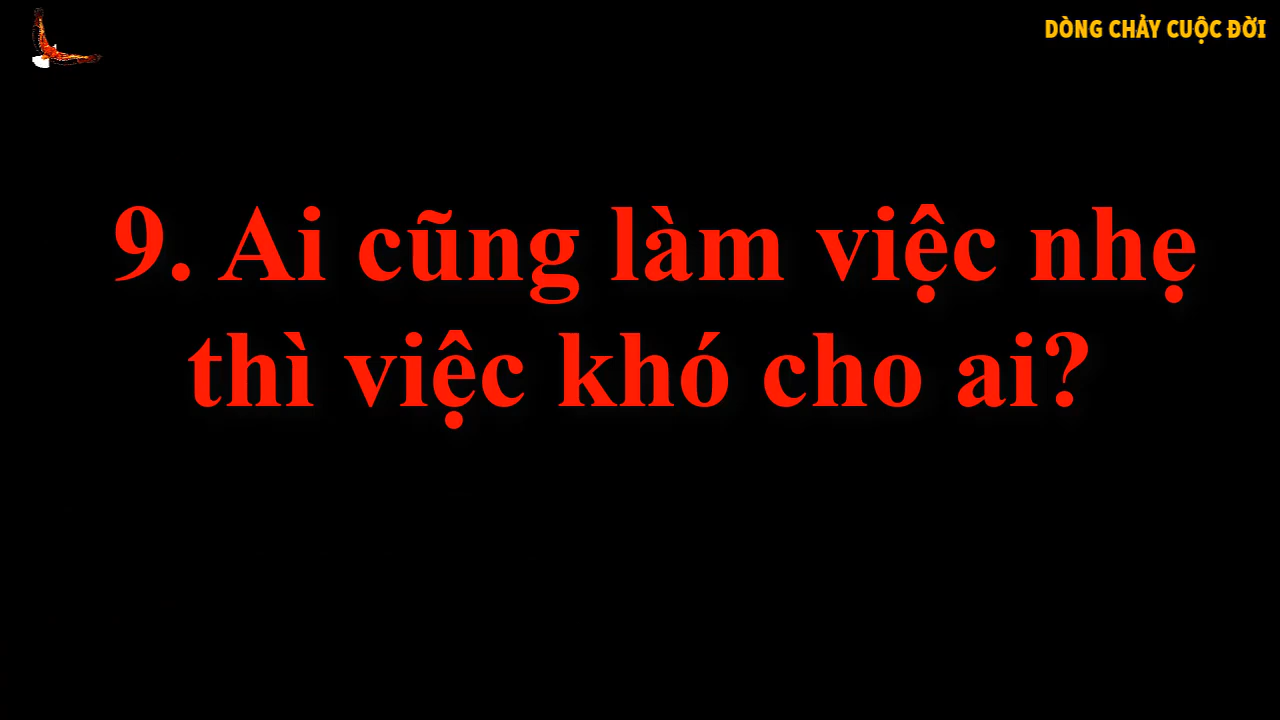 DÒNG CHẢY CUỘC ĐỜI
9. Ai cũng làm việc nhẹ
thì việc khó cho ai?